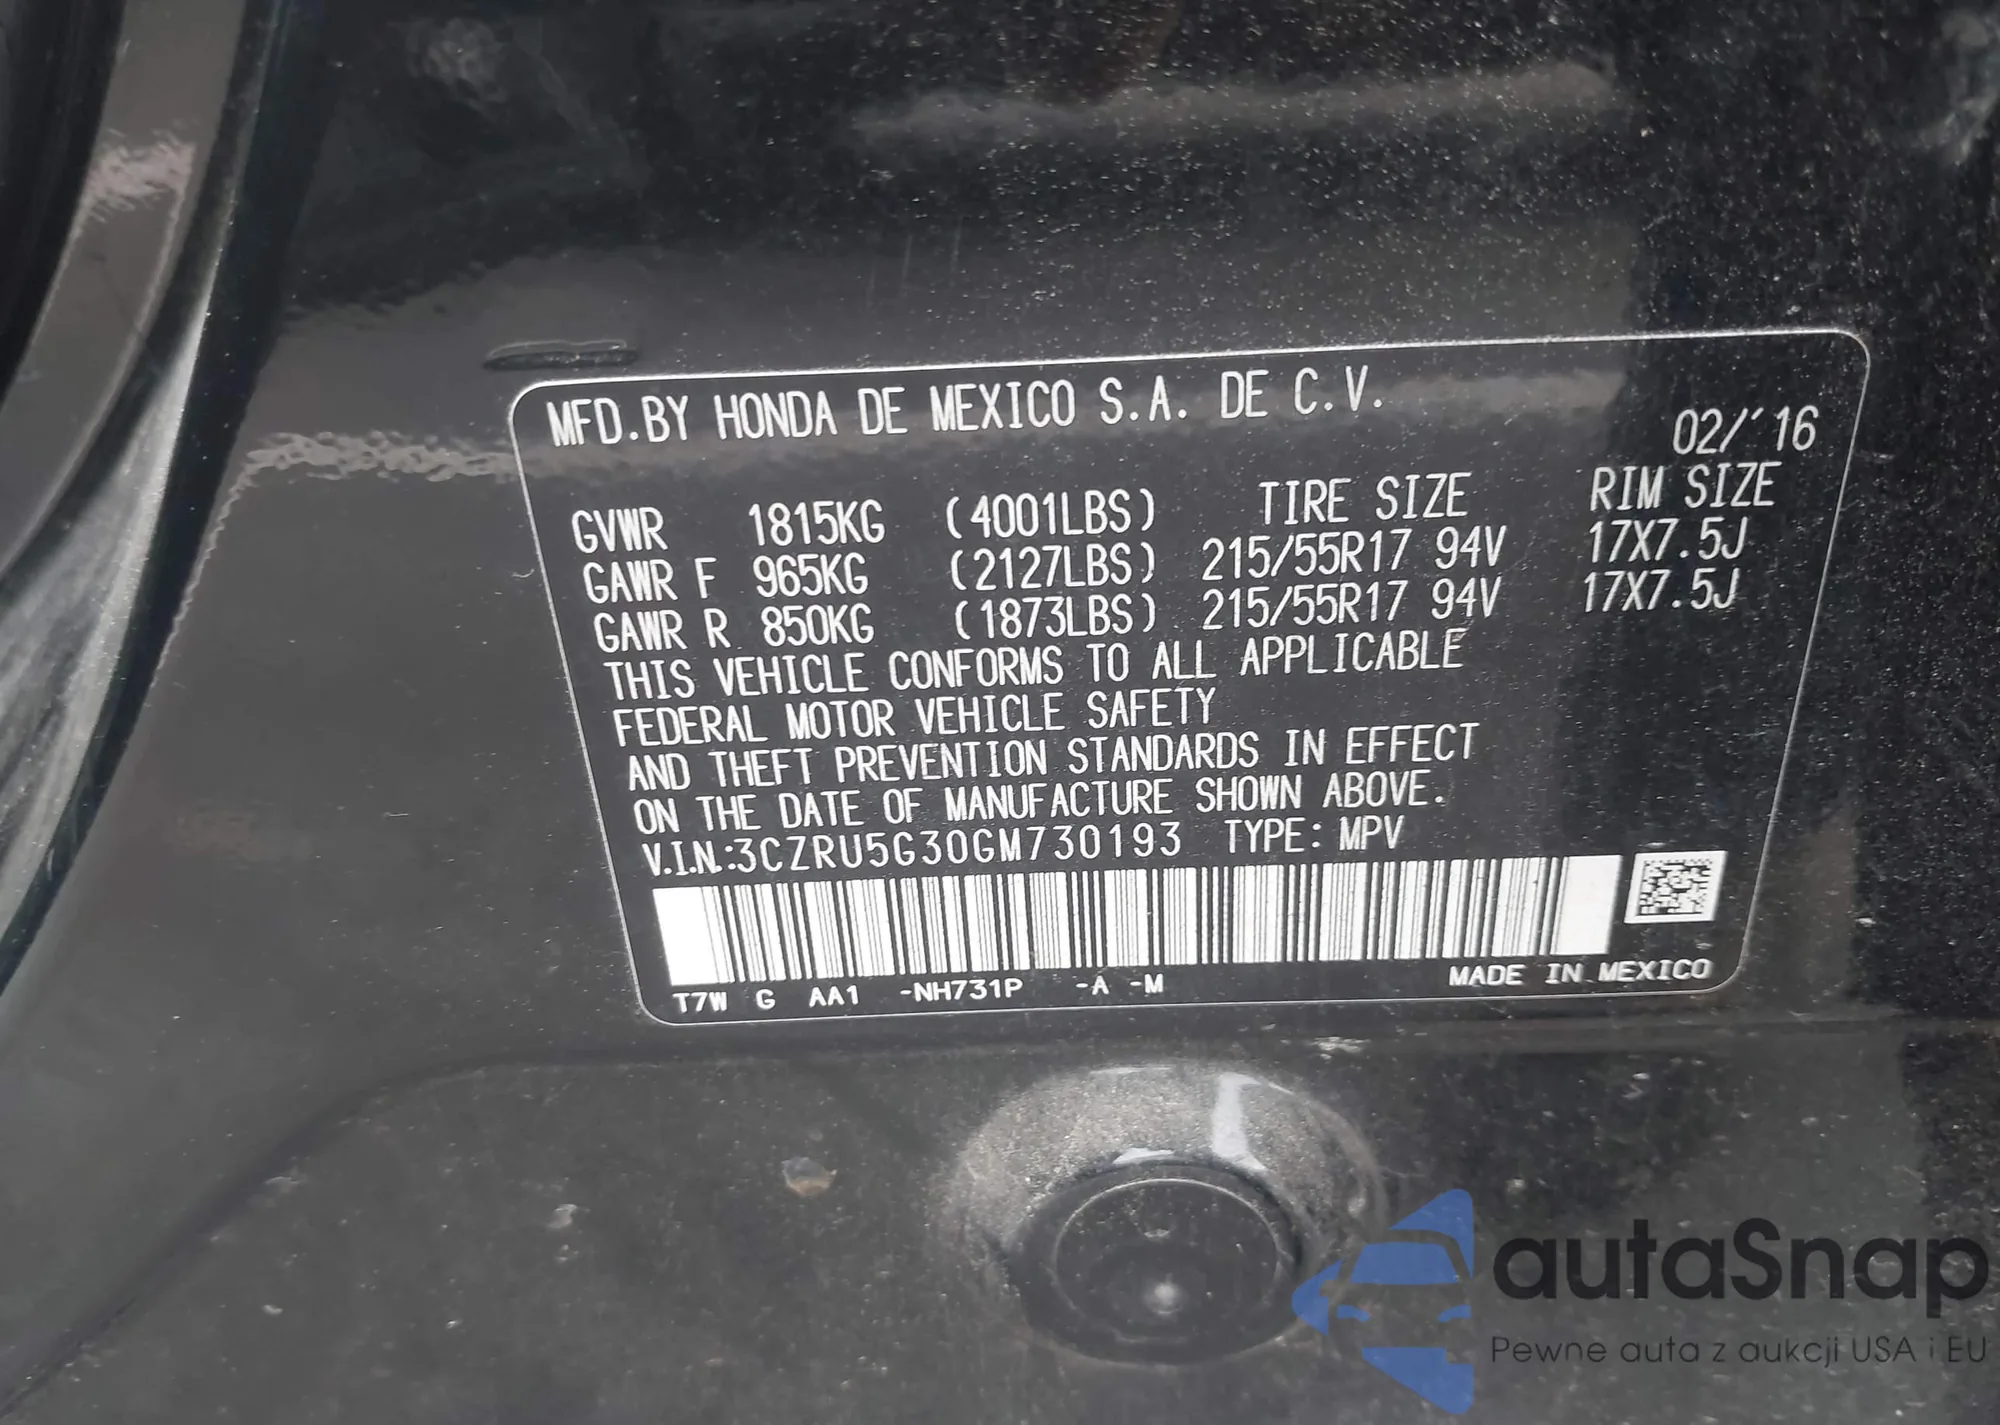 MFD.BY HONDA DE MEXICO S.A. DE C.V.
02/'16
GVWR 1815KG (4001LBS) TIRE SIZE RIM SIZE
GAWR F 965KG (2127LBS) 215/55R17 94V 17X7.5J
GAWR R 850KG (1873LBS) 215/55R17 94V 17X7.5J
THIS VEHICLE CONFORMS TO ALL APPLICABLE
FEDERAL MOTOR VEHICLE SAFETY
AND THEFT PREVENTION STANDARDS IN EFFECT
ON THE DATE OF MANUFACTURE SHOWN ABOVE.
V.I.N.:3CZRU5G30GM730193 TYPE: MPV
T7W G AA1 -NH731P -A -M MADE IN MEXICO
autaSnap
Pewne auta z aukcji USA i EU